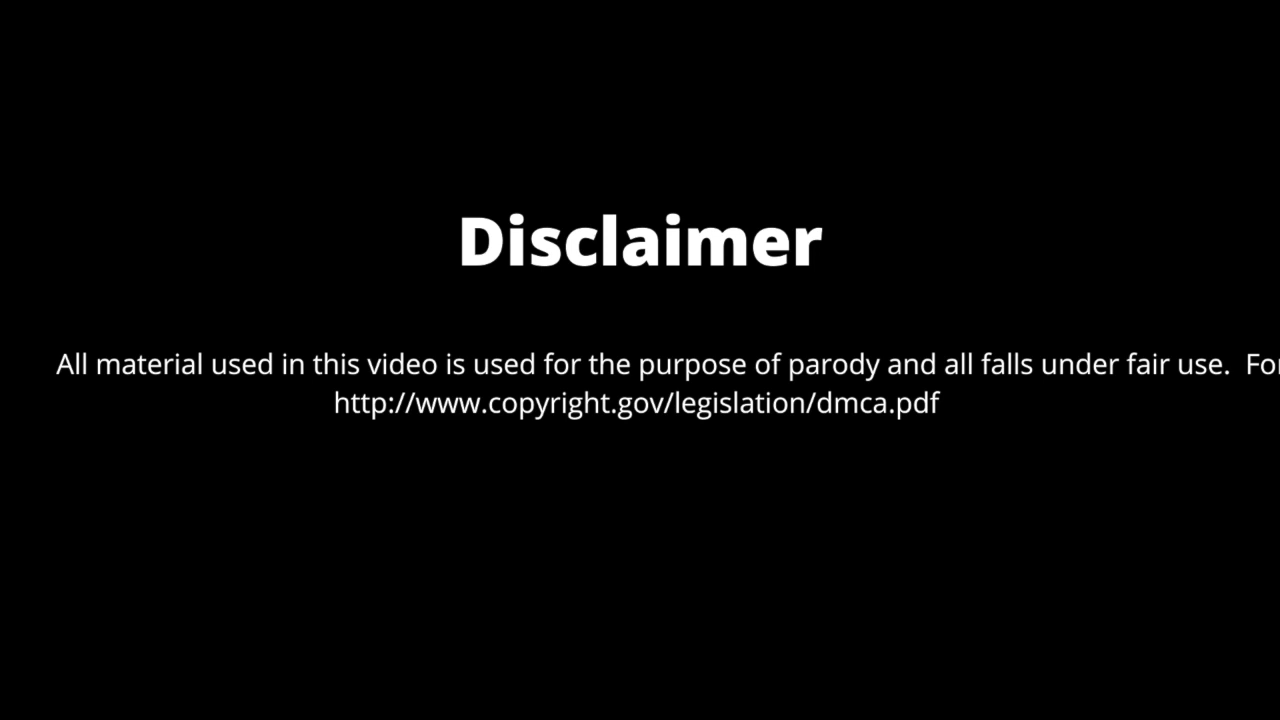 Disclaimer
All material used in this video is used for the purpose of parody and all falls under fair use.  For
http://www.copyright.gov/legislation/dmca.pdf